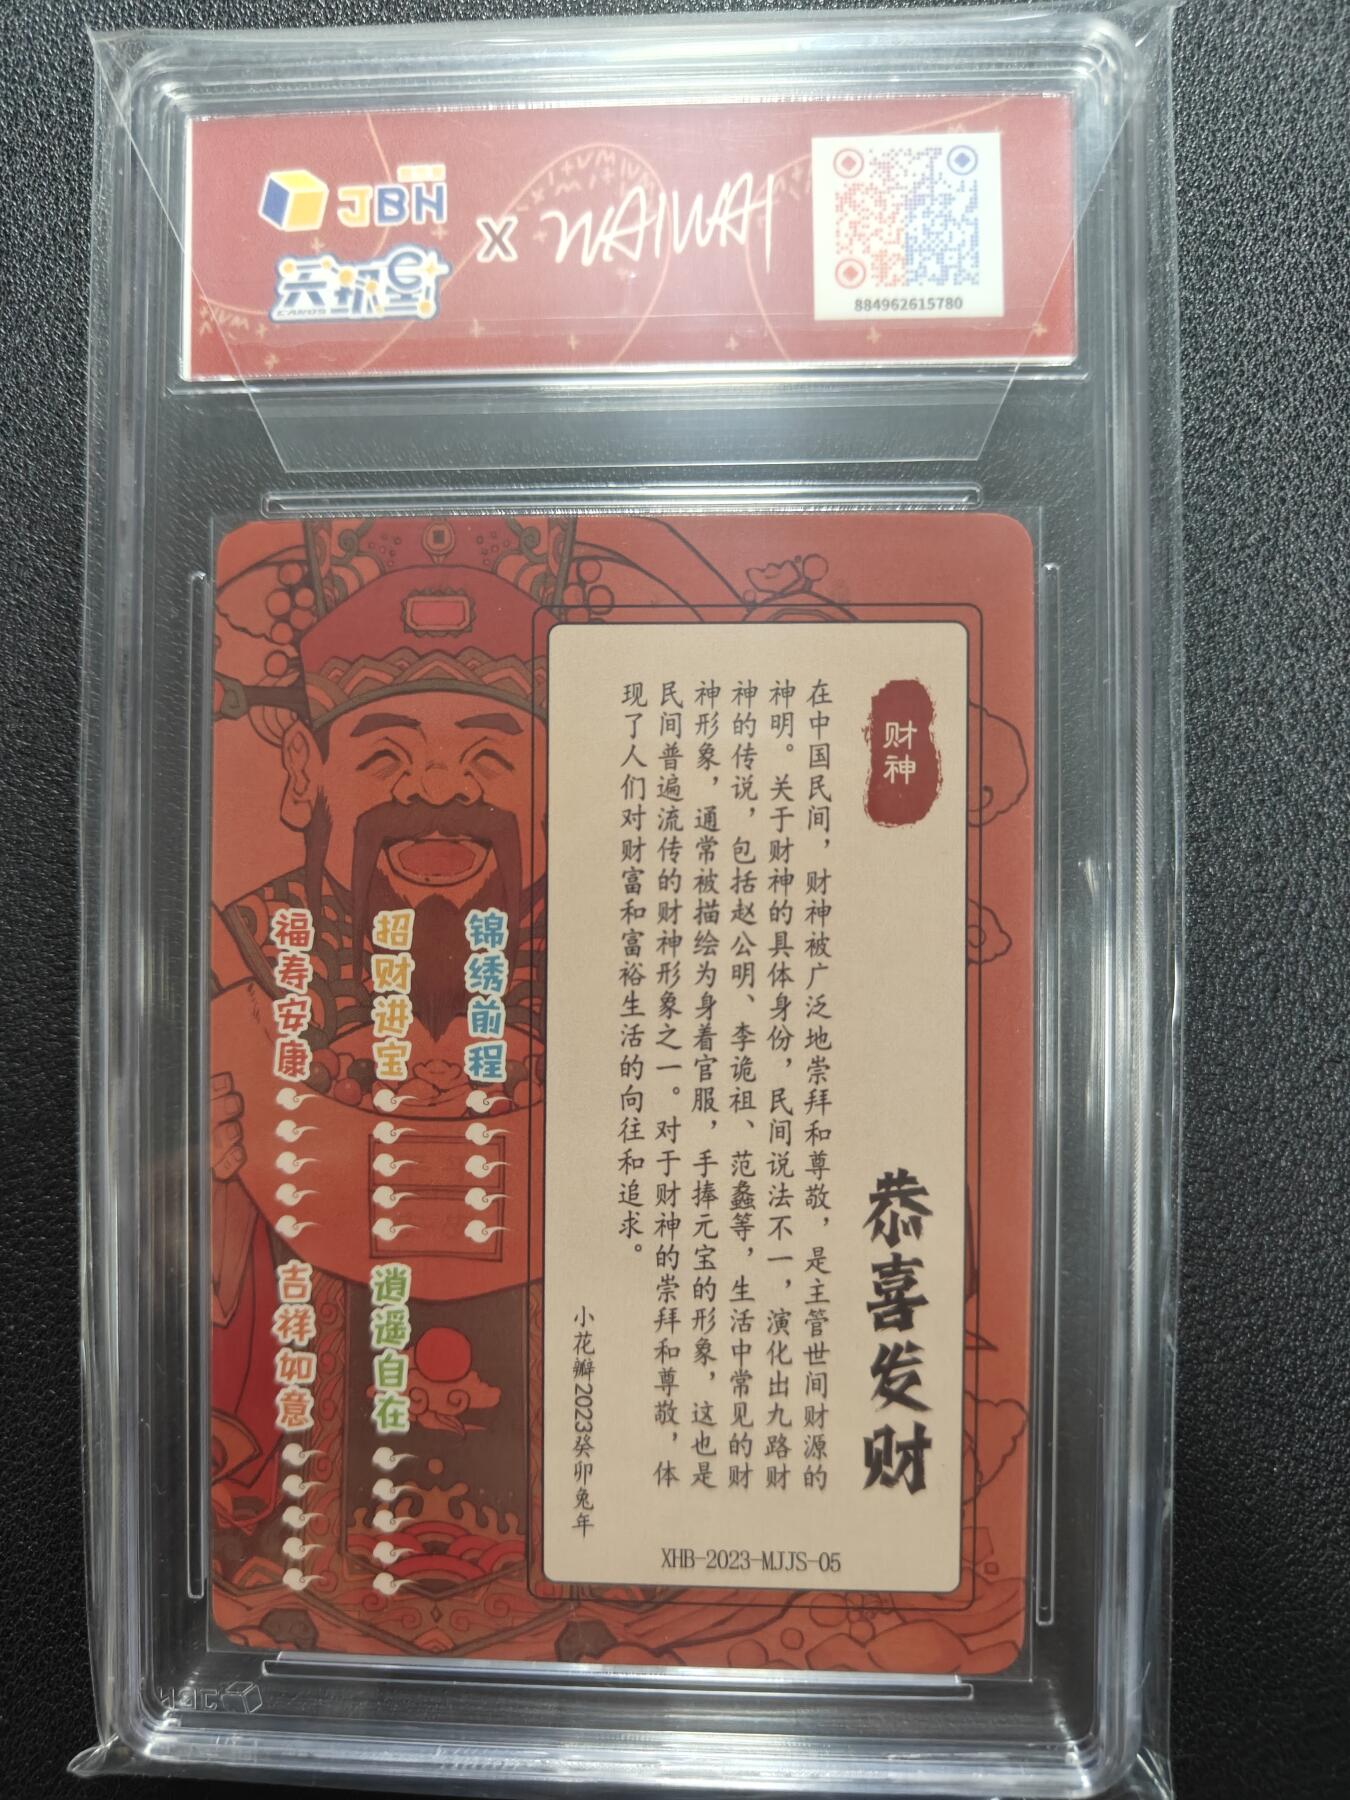 JBH
天机星
CARDS
X
WAIWAI
884962615780
财神
恭喜发财
在中国民间，财神被广泛地崇拜和尊敬，是主管世间财源的
神明。关于财神的具体身份，民间说法不一，演化出九路财
神的传说，包括赵公明、李诡祖、范蠡等，生活中常见的财
神形象，通常被描绘为身着官服，手捧元宝的形象，这也是
民间普遍流传的财神形象之一。对于财神的崇拜和尊敬，体
现了人们对财富和富裕生活的向往和追求。
小花瓣2023癸卯兔年
XHB-2023-MJJS-05
锦绣前程
招财进宝
福寿安康
逍遥自在
吉祥如意